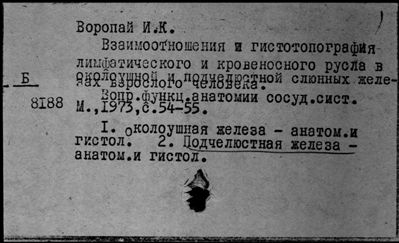 Воропай И.К.
Взаимоотношения и гистотопография
лимфатического и кровеносного русла в
околоушной и подчелюстной слюнных желе-
зах взрослого человека.
Б
Вопр.функц.анатомии сосуд.сист.
8188
М.,1973,с.54-55.
1. околоушная железа - анатом.и
гистол. 2. Подчелюстная железа -
анатом.и гистол.